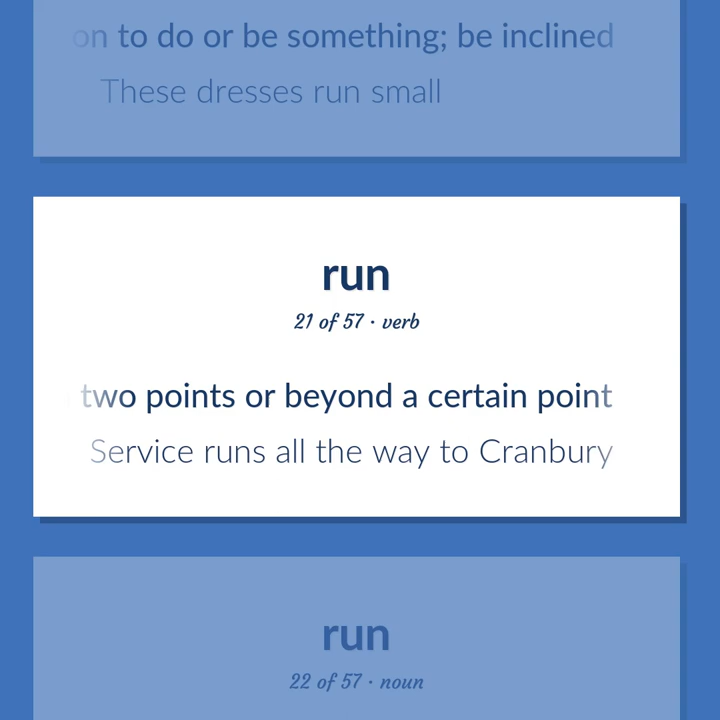 on to do or be something; be inclined
These dresses run small
run
21 of 57 · verb
two points or beyond a certain point
Service runs all the way to Cranbury
run
22 of 57 · noun